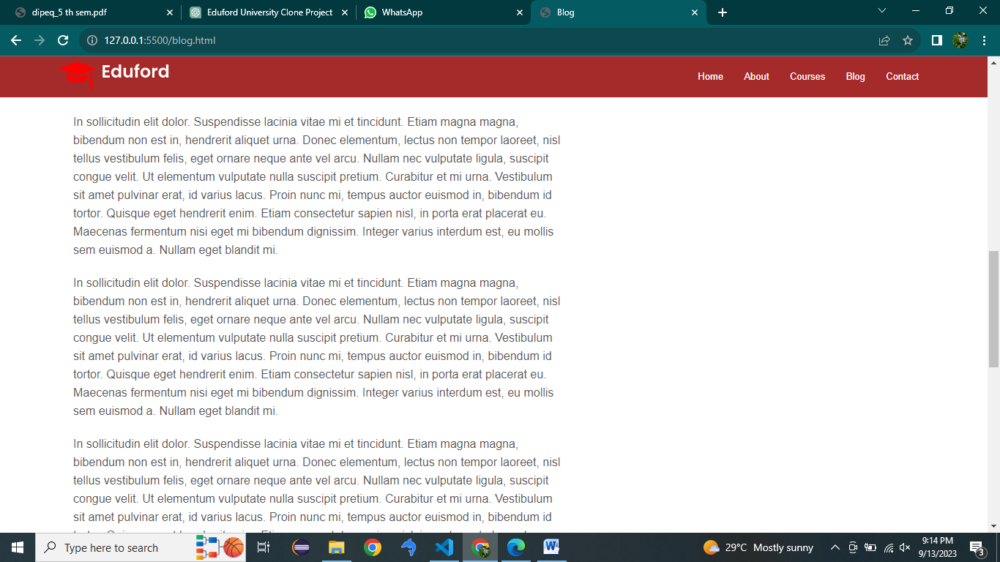 dipeq_5 th sem.pdf
Eduford University Clone Project
WhatsApp
Blog
127.0.0.1:5500/blog.html
Eduford
Home About Courses Blog Contact
In sollicitudin elit dolor. Suspendisse lacinia vitae mi et tincidunt. Etiam magna magna,
bibendum non est in, hendrerit aliquet urna. Donec elementum, lectus non tempor laoreet, nisl
tellus vestibulum felis, eget ornare neque ante vel arcu. Nullam nec vulputate ligula, suscipit
congue velit. Ut elementum vulputate nulla suscipit pretium. Curabitur et mi urna. Vestibulum
sit amet pulvinar erat, id varius lacus. Proin nunc mi, tempus auctor euismod in, bibendum id
tortor. Quisque eget hendrerit enim. Etiam consectetur sapien nisl, in porta erat placerat eu.
Maecenas fermentum nisi eget mi bibendum dignissim. Integer varius interdum est, eu mollis
sem euismod a. Nullam eget blandit mi.
In sollicitudin elit dolor. Suspendisse lacinia vitae mi et tincidunt. Etiam magna magna,
bibendum non est in, hendrerit aliquet urna. Donec elementum, lectus non tempor laoreet, nisl
tellus vestibulum felis, eget ornare neque ante vel arcu. Nullam nec vulputate ligula, suscipit
congue velit. Ut elementum vulputate nulla suscipit pretium. Curabitur et mi urna. Vestibulum
sit amet pulvinar erat, id varius lacus. Proin nunc mi, tempus auctor euismod in, bibendum id
tortor. Quisque eget hendrerit enim. Etiam consectetur sapien nisl, in porta erat placerat eu.
Maecenas fermentum nisi eget mi bibendum dignissim. Integer varius interdum est, eu mollis
sem euismod a. Nullam eget blandit mi.
In sollicitudin elit dolor. Suspendisse lacinia vitae mi et tincidunt. Etiam magna magna,
bibendum non est in, hendrerit aliquet urna. Donec elementum, lectus non tempor laoreet, nisl
tellus vestibulum felis, eget ornare neque ante vel arcu. Nullam nec vulputate ligula, suscipit
congue velit. Ut elementum vulputate nulla suscipit pretium. Curabitur et mi urna. Vestibulum
sit amet pulvinar erat, id varius lacus. Proin nunc mi, tempus auctor euismod in, bibendum id
Type here to search
29°C Mostly sunny
9:14 PM
9/13/2023
3